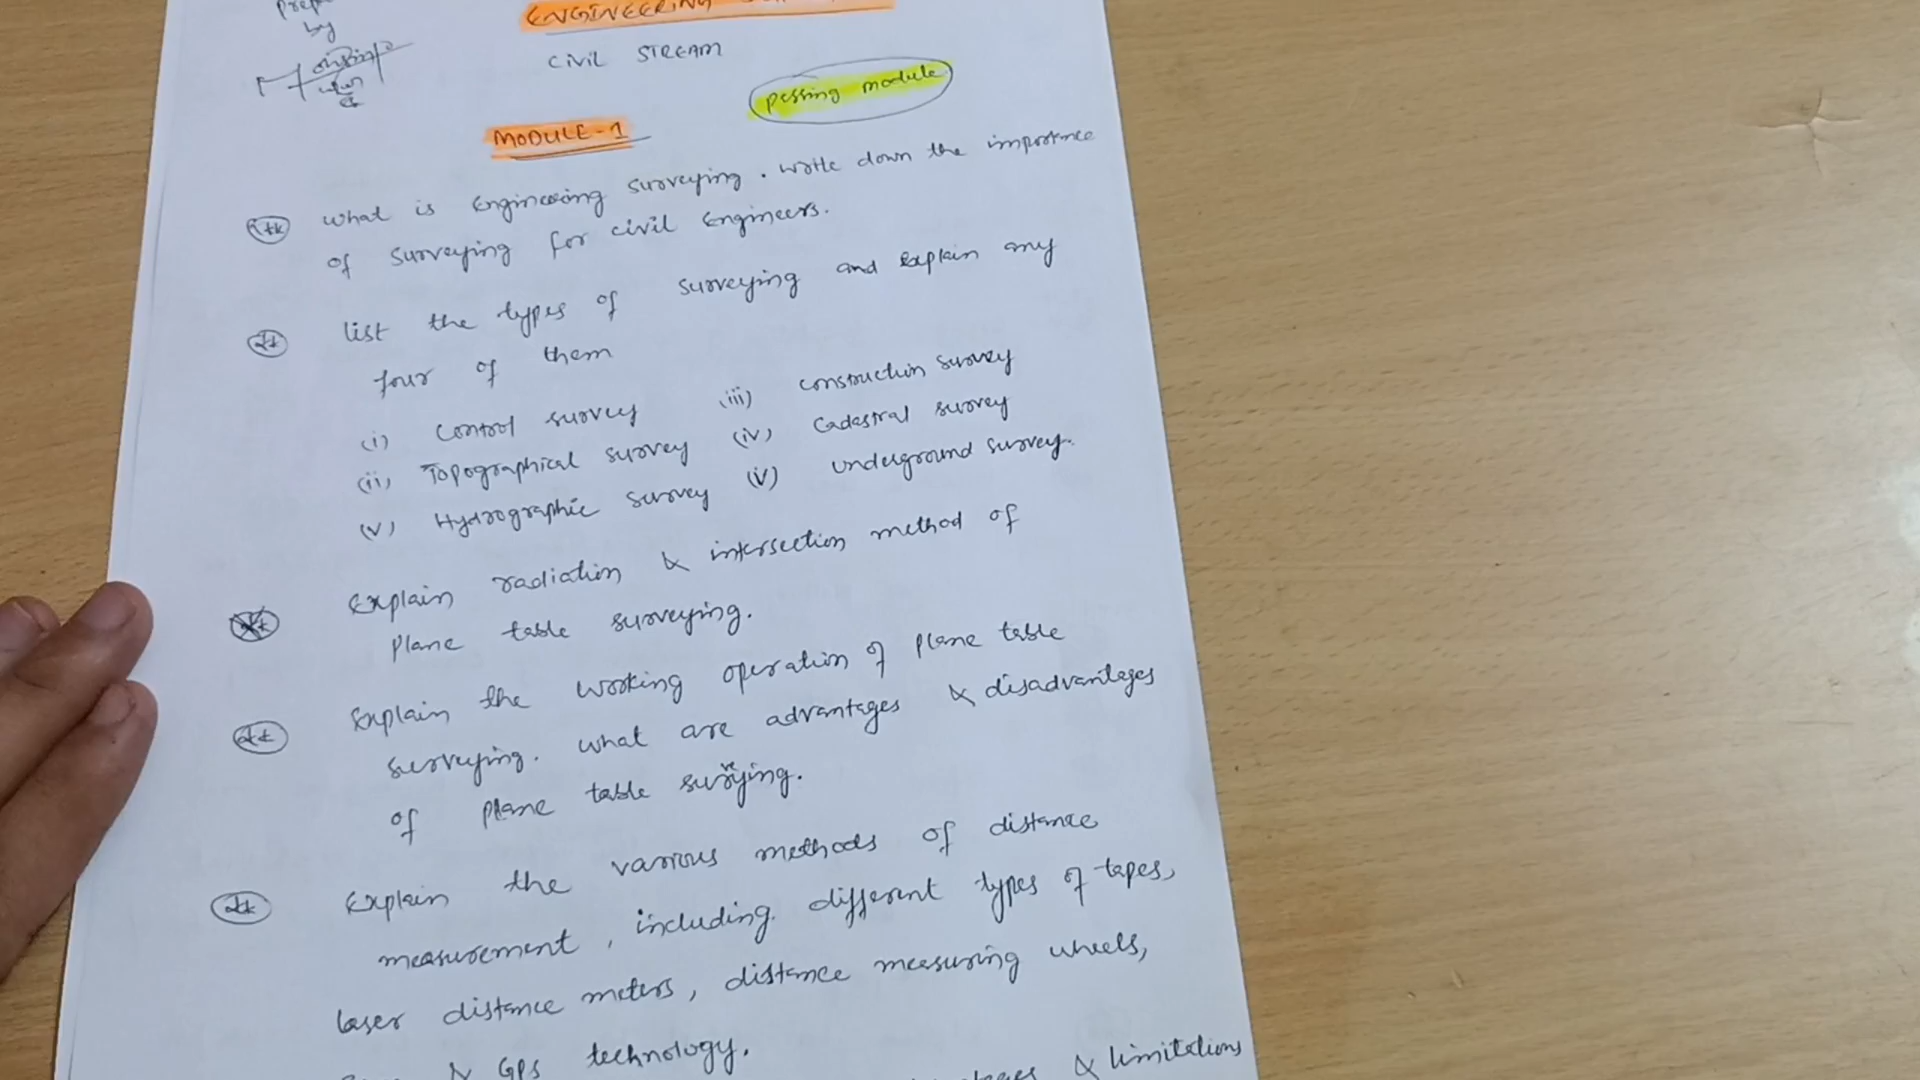 by
ENGINEERING
CIVIL STREAM
passing module
MODULE-1
What is Engineering surveying. Write down the importance
of surveying for civil Engineers.
List the types of surveying and explain any
four of them
(i) Control survey (iii) construction survey
(ii) Topographical survey (iv) Cadastral survey
(v) Hydrographic survey (v) underground survey.
Explain radiation & intersection method of
plane table surveying.
Explain the working operation of plane table
surveying. what are advantages & disadvantages
of plane table surveying.
Explain the various methods of distance
measurement, including different types of tapes,
laser distance meters, distance measuring wheels,
& GPS technology.
& limitations